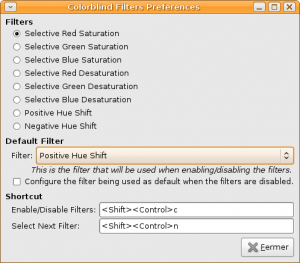 Colorblind Filters Preferences
Filters
Selective Red Saturation
Selective Green Saturation
Selective Blue Saturation
Selective Red Desaturation
Selective Green Desaturation
Selective Blue Desaturation
Positive Hue Shift
Negative Hue Shift
Default Filter
Filter: Positive Hue Shift
This is the filter that will be used when enabling/disabling the filters.
Configure the filter being used as default when the filters are disabled.
Shortcut
Enable/Disable Filters: <Shift><Control>c
Select Next Filter: <Shift><Control>n
Fermer